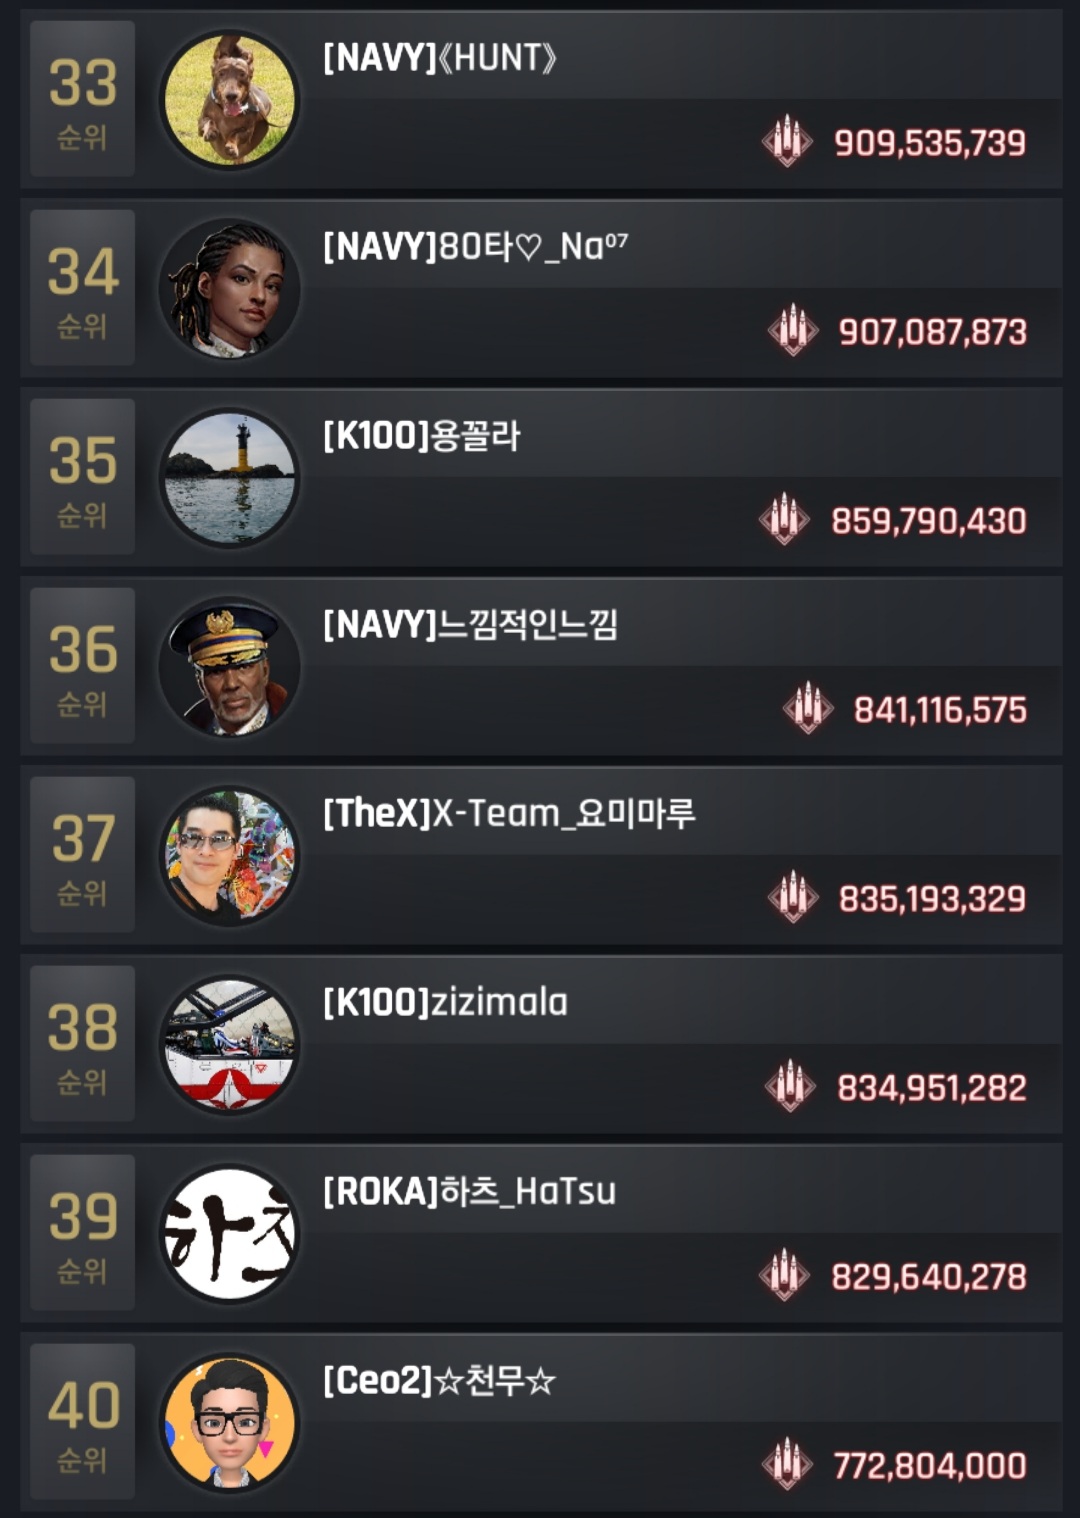 33
순위
[NAVY]《HUNT》
909,535,739
34
순위
[NAVY]80타♡_Na⁰⁷
907,087,873
35
순위
[K100]용꼴라
859,790,430
36
순위
[NAVY]느낌적인느낌
841,116,575
37
순위
[TheX]X-Team_요미마루
835,193,329
38
순위
[K100]zizimala
834,951,282
39
순위
하츠
[ROKA]하츠_HaTsu
829,640,278
40
순위
[Ceo2]☆천무☆
772,804,000